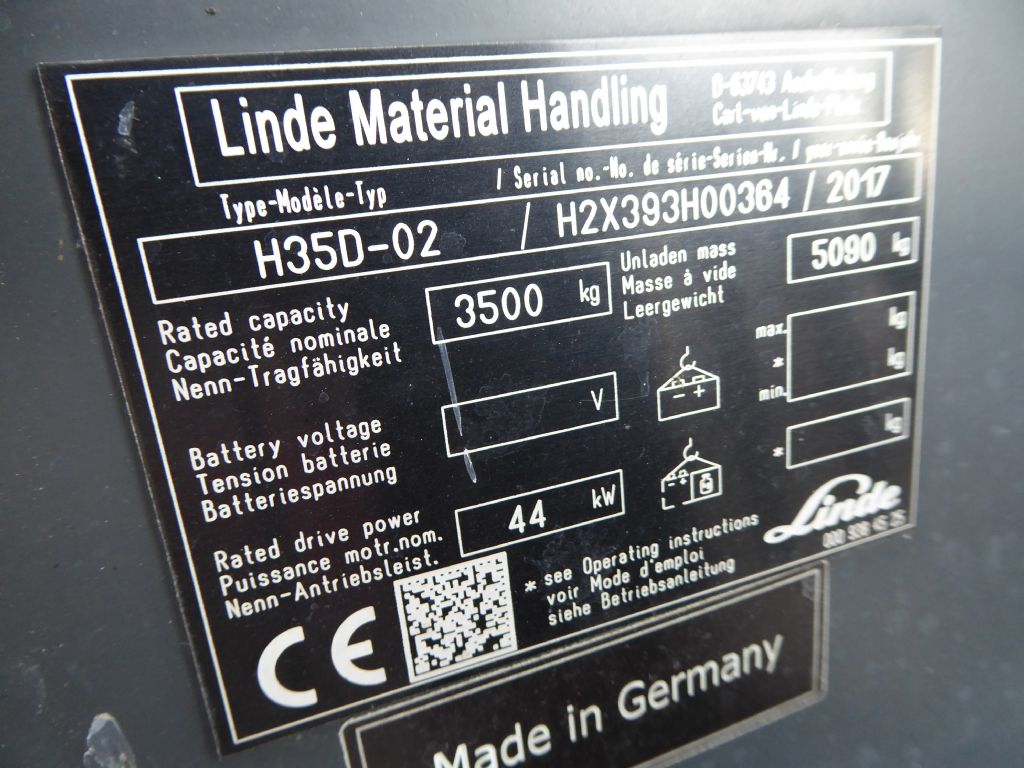 Linde Material Handling
D-63743 Aschaffenburg
Carl-von-Linde-Platz
Type-Modèle-Typ / Serial no.-No. de série-Serien-Nr. / year-année-Baujahr
H35D-02 / H2X393H00364 / 2017
Rated capacity
Capacité nominale
Nenn-Tragfähigkeit
3500 kg
Unladen mass
Masse à vide
Leergewicht
5090 kg
Battery voltage
Tension batterie
Batteriespannung
V
- +
max. kg
* kg
min.
* kg
Rated drive power
Puissance motr.nom.
Nenn-Antriebsleist.
44 kW
* see Operating instructions
voir Mode d'emploi
siehe Betriebsanleitung
Linde
CE
Made in Germany